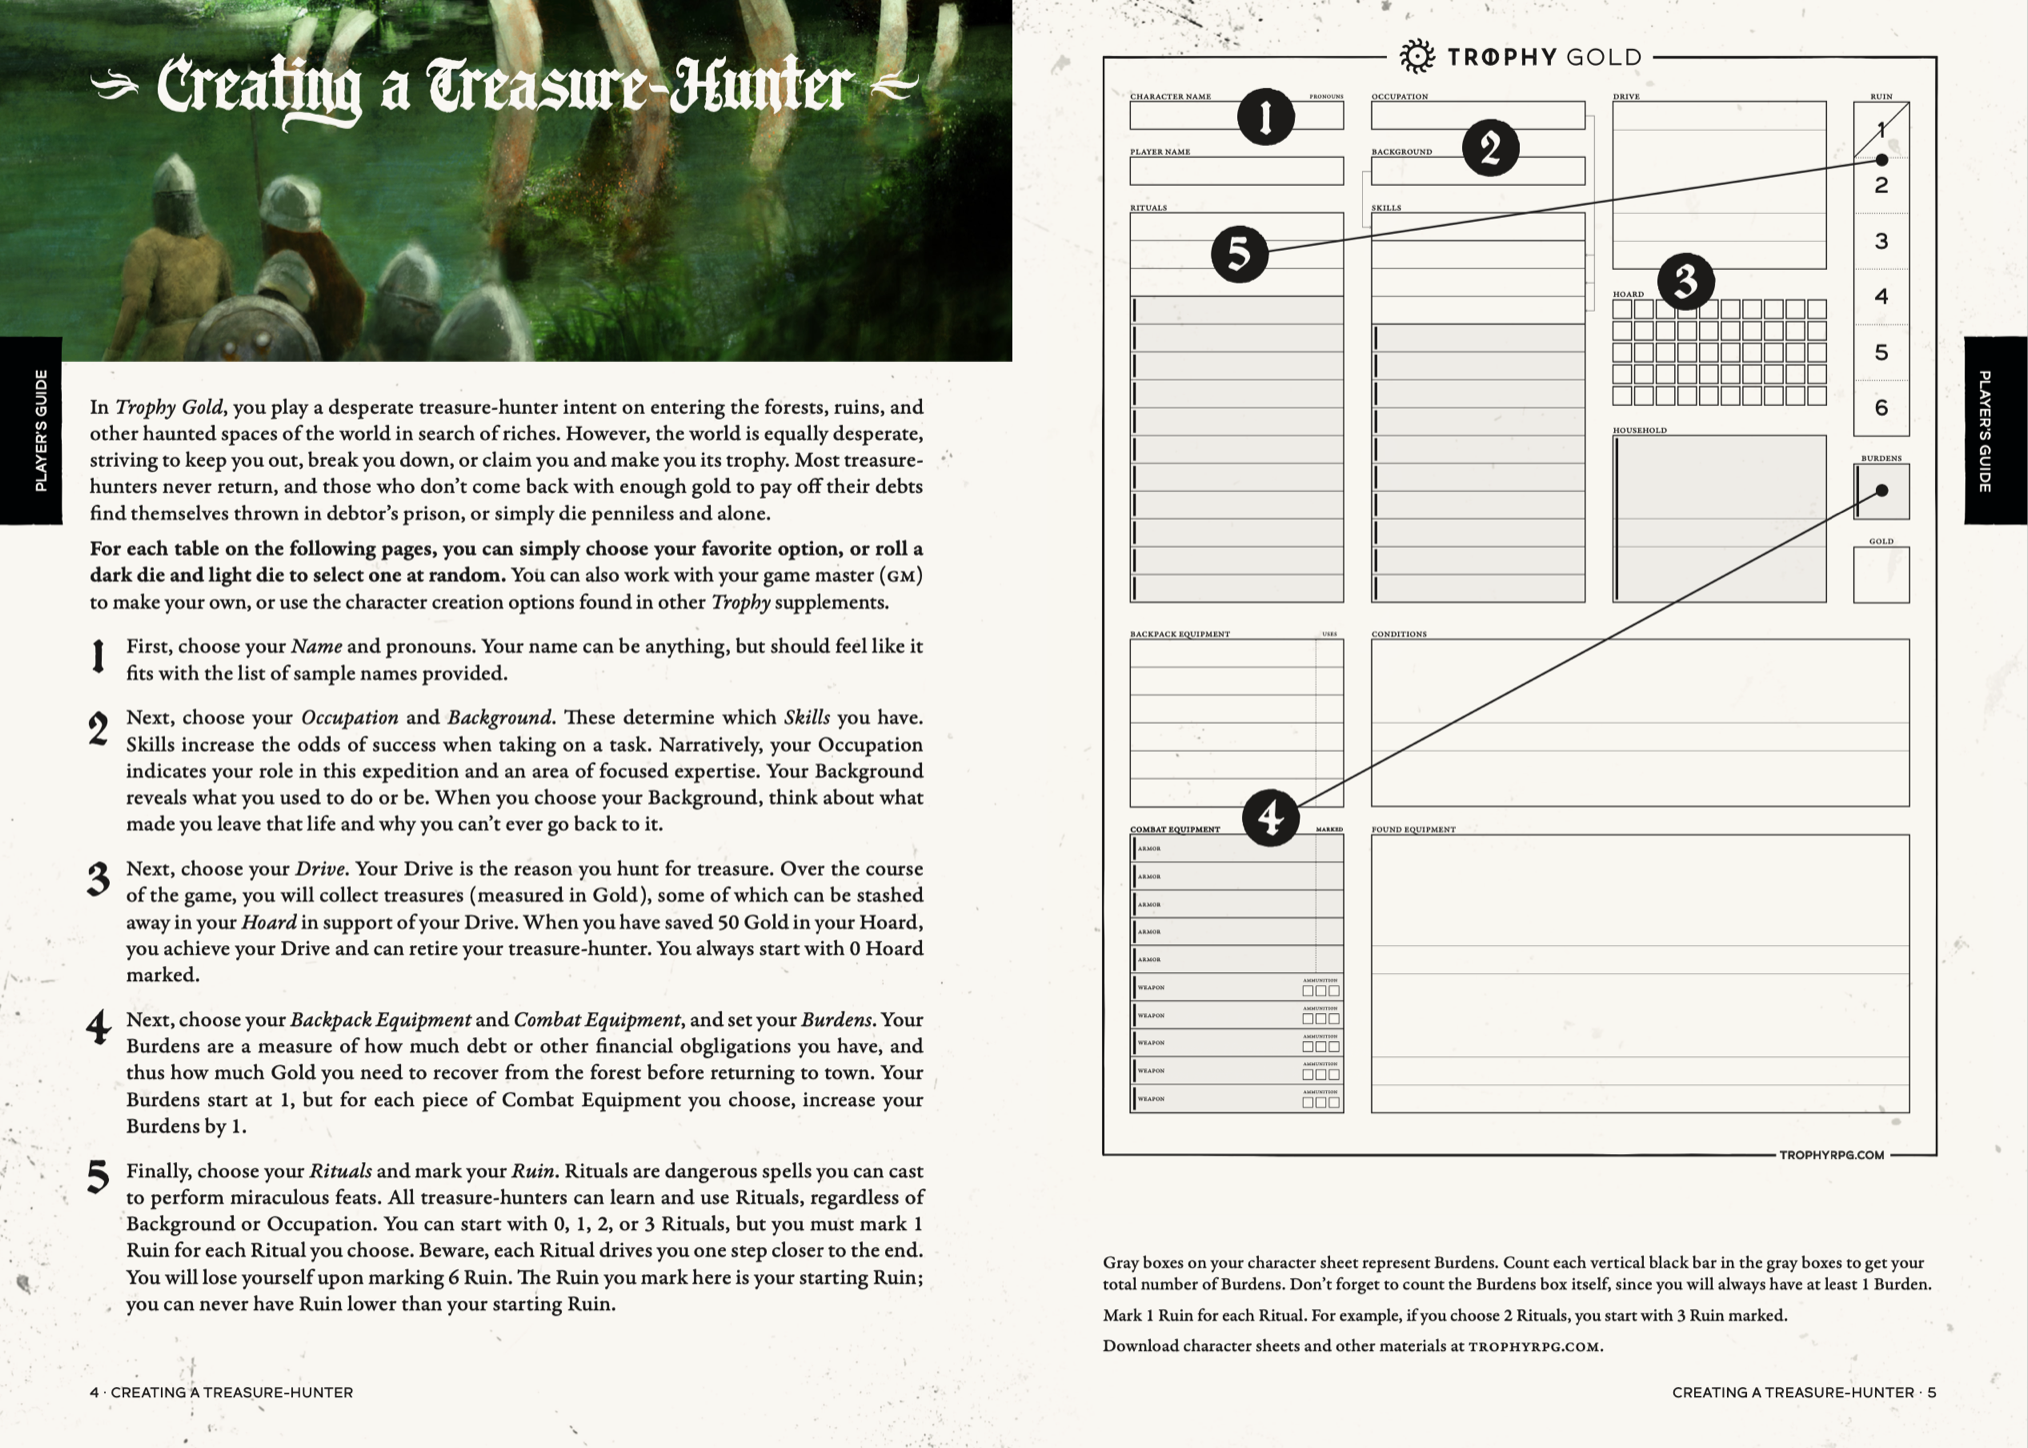 Creating a Treasure-Hunter
PLAYER'S GUIDE
In Trophy Gold, you play a desperate treasure-hunter intent on entering the forests, ruins, and
other haunted spaces of the world in search of riches. However, the world is equally desperate,
striving to keep you out, break you down, or claim you and make you its trophy. Most treasure-
hunters never return, and those who don't come back with enough gold to pay off their debts
find themselves thrown in debtor's prison, or simply die penniless and alone.
For each table on the following pages, you can simply choose your favorite option, or roll a
dark die and light die to select one at random. You can also work with your game master (GM)
to make your own, or use the character creation options found in other Trophy supplements.
1 First, choose your Name and pronouns. Your name can be anything, but should feel like it
fits with the list of sample names provided.
2 Next, choose your Occupation and Background. These determine which Skills you have.
Skills increase the odds of success when taking on a task. Narratively, your Occupation
indicates your role in this expedition and an area of focused expertise. Your Background
reveals what you used to do or be. When you choose your Background, think about what
made you leave that life and why you can't ever go back to it.
3 Next, choose your Drive. Your Drive is the reason you hunt for treasure. Over the course
of the game, you will collect treasures (measured in Gold), some of which can be stashed
away in your Hoard in support of your Drive. When you have saved 50 Gold in your Hoard,
you achieve your Drive and can retire your treasure-hunter. You always start with 0 Hoard
marked.
4 Next, choose your Backpack Equipment and Combat Equipment, and set your Burdens. Your
Burdens are a measure of how much debt or other financial obgligations you have, and
thus how much Gold you need to recover from the forest before returning to town. Your
Burdens start at 1, but for each piece of Combat Equipment you choose, increase your
Burdens by 1.
5 Finally, choose your Rituals and mark your Ruin. Rituals are dangerous spells you can cast
to perform miraculous feats. All treasure-hunters can learn and use Rituals, regardless of
Background or Occupation. You can start with 0, 1, 2, or 3 Rituals, but you must mark 1
Ruin for each Ritual you choose. Beware, each Ritual drives you one step closer to the end.
You will lose yourself upon marking 6 Ruin. The Ruin you mark here is your starting Ruin;
you can never have Ruin lower than your starting Ruin.
4 · CREATING A TREASURE-HUNTER
TROPHY GOLD
CHARACTER NAME
PRONOUNS
1
PLAYER NAME
RITUALS
5
OCCUPATION
2
BACKGROUND
SKILLS
DRIVE
3
HOARD
HOUSEHOLD
RUIN
1
2
3
4
5
6
BURDENS
GOLD
BACKPACK EQUIPMENT
USES
CONDITIONS
4
COMBAT EQUIPMENT
MARKED
ARMOR
ARMOR
ARMOR
ARMOR
ARMOR
WEAPON AMMUNITION
WEAPON AMMUNITION
WEAPON AMMUNITION
WEAPON AMMUNITION
WEAPON AMMUNITION
FOUND EQUIPMENT
TROPHYRPG.COM
PLAYER'S GUIDE
Gray boxes on your character sheet represent Burdens. Count each vertical black bar in the gray boxes to get your
total number of Burdens. Don't forget to count the Burdens box itself, since you will always have at least 1 Burden.
Mark 1 Ruin for each Ritual. For example, if you choose 2 Rituals, you start with 3 Ruin marked.
Download character sheets and other materials at TROPHYRPG.COM.
CREATING A TREASURE-HUNTER · 5